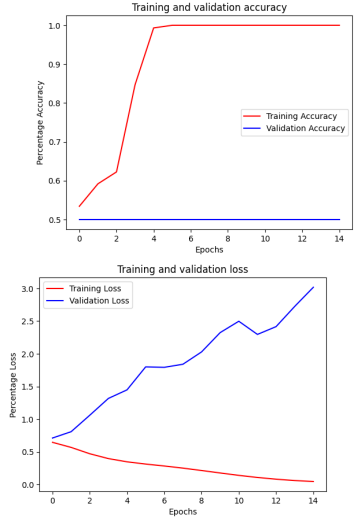 Training and validation accuracy
1.0
0.9
0.8
0.7
0.6
0.5
Percentage Accuracy
Training Accuracy
Validation Accuracy
0 2 4 6 8 10 12 14
Epochs
Training and validation loss
Training Loss
Validation Loss
3.0
2.5
2.0
1.5
1.0
0.5
0.0
Percentage Loss
0 2 4 6 8 10 12 14
Epochs